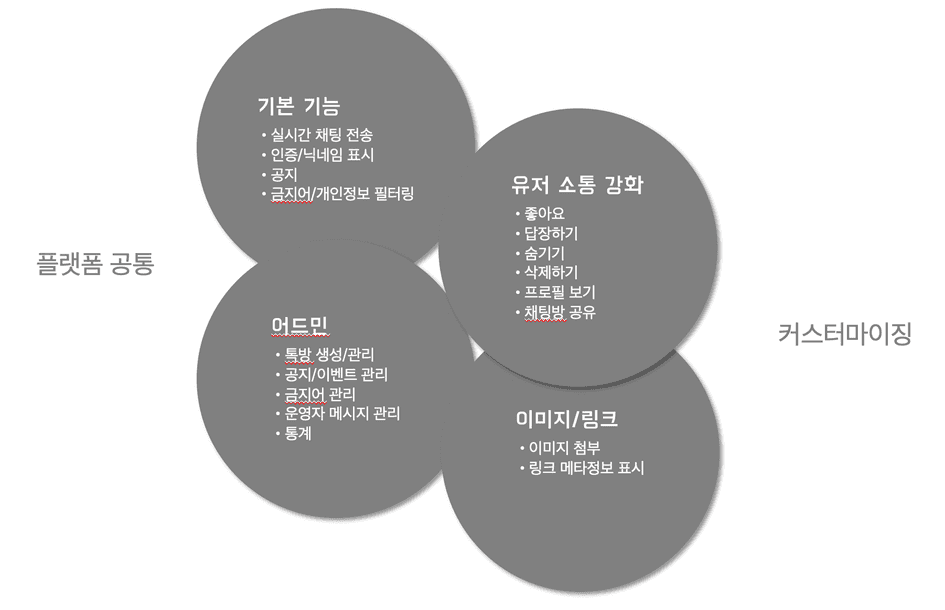 플랫폼 공통
기본 기능
• 실시간 채팅 전송
• 인증/닉네임 표시
• 공지
• 금지어/개인정보 필터링
어드민
• 톡방 생성/관리
• 공지/이벤트 관리
• 금지어 관리
• 운영자 메시지 관리
• 통계
유저 소통 강화
• 좋아요
• 답장하기
• 숨기기
• 삭제하기
• 프로필 보기
• 채팅방 공유
이미지/링크
• 이미지 첨부
• 링크 메타정보 표시
커스터마이징